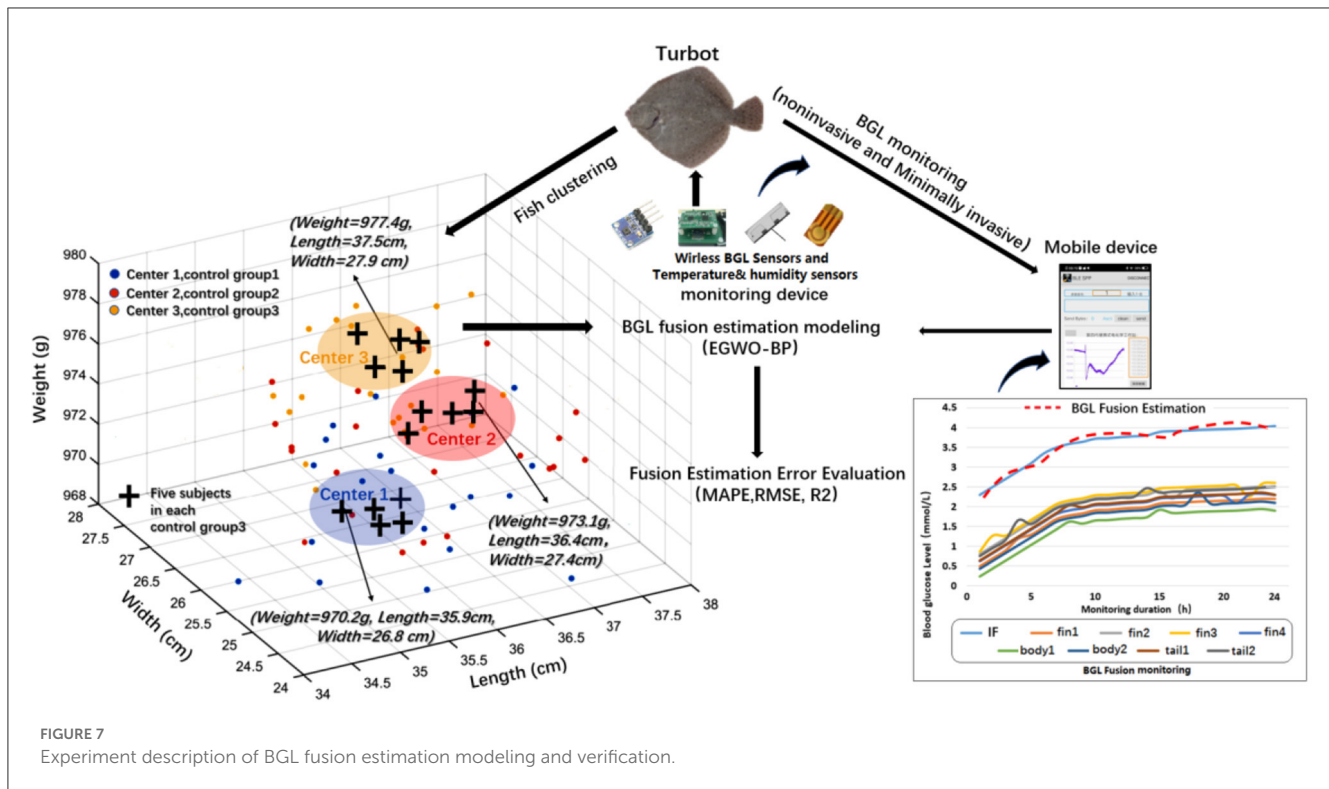 Turbot
Fish clustering
BGL monitoring
(noninvasive and Minimally invasive)
Wirless BGL Sensors and
Temperature& humidity sensors
monitoring device
Mobile device
BGL fusion estimation modeling
(EGWO-BP)
Fusion Estimation Error Evaluation
(MAPE,RMSE, R2)
(Weight=977.4g,
Length=37.5cm,
Width=27.9 cm)
Center 1,control group1
Center 2,control group2
Center 3,control group3
Center 3
Center 2
Center 1
Five subjects
in each
control group3
(Weight=973.1g,
Length=36.4cm,
Width=27.4cm)
(Weight=970.2g, Length=35.9cm,
Width=26.8 cm)
Weight (g)
980
978
976
974
972
970
968
Width (cm)
28
27.5
27
26.5
26
25.5
25
24.5
24
Length (cm)
34
34.5
35
35.5
36
36.5
37
37.5
38
BLE SPP
BGL Fusion Estimation
Blood glucose Level (mmol/L)
4.5
4
3.5
3
2.5
2
1.5
1
0.5
0
0
5
10
15
20
24
Monitoring duration (h)
IF
fin1
fin2
fin3
fin4
body1
body2
tail1
tail2
BGL Fusion monitoring
FIGURE 7
Experiment description of BGL fusion estimation modeling and verification.